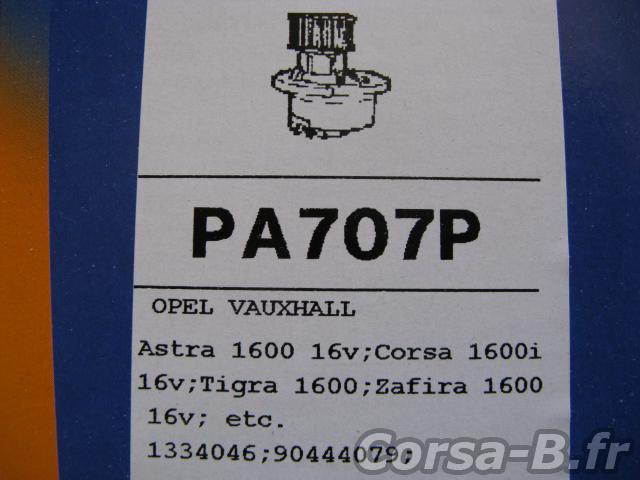 PA707P
OPEL VAUXHALL
Astra 1600 16v;Corsa 1600i
16v;Tigra 1600;Zafira 1600
16v; etc.
1334046;90444079;
Corsa-B.fr